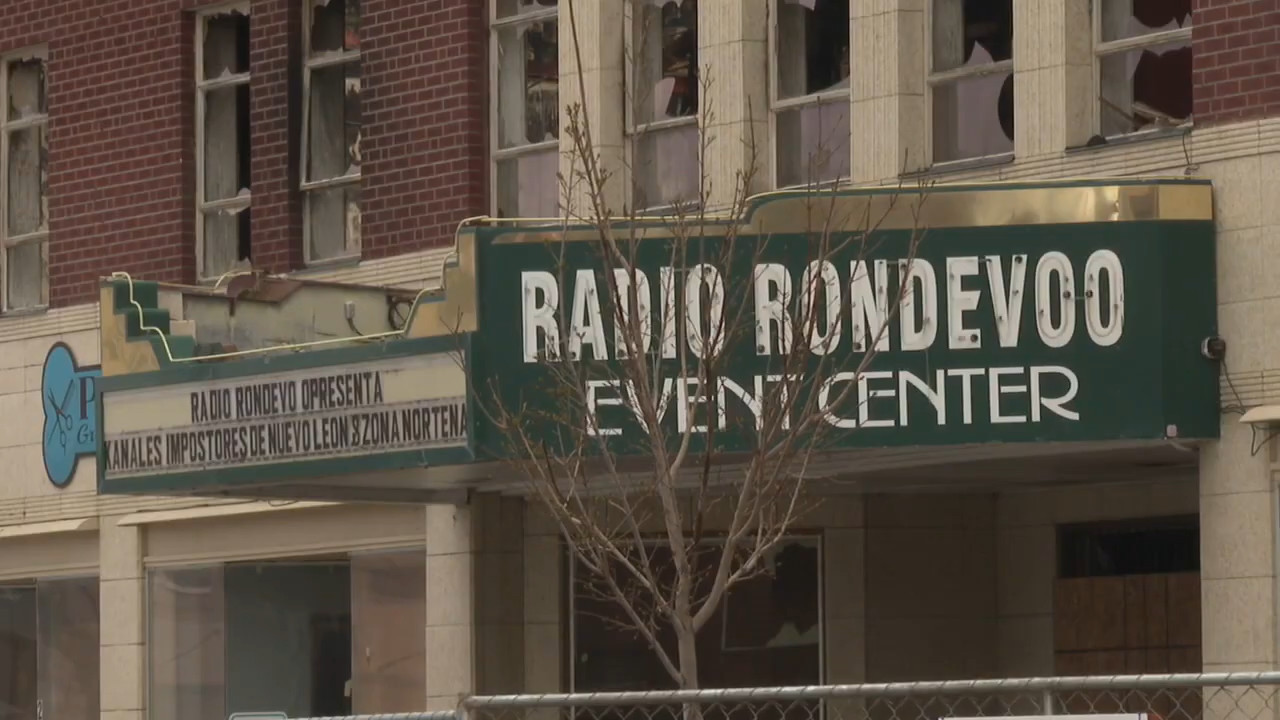 RADIO RONDEVOO
EVENT CENTER
RADIO RONDEVO OPRESENTA
KANALES IMPOSTORES DE NUEVO LEON & ZONA NORTENA